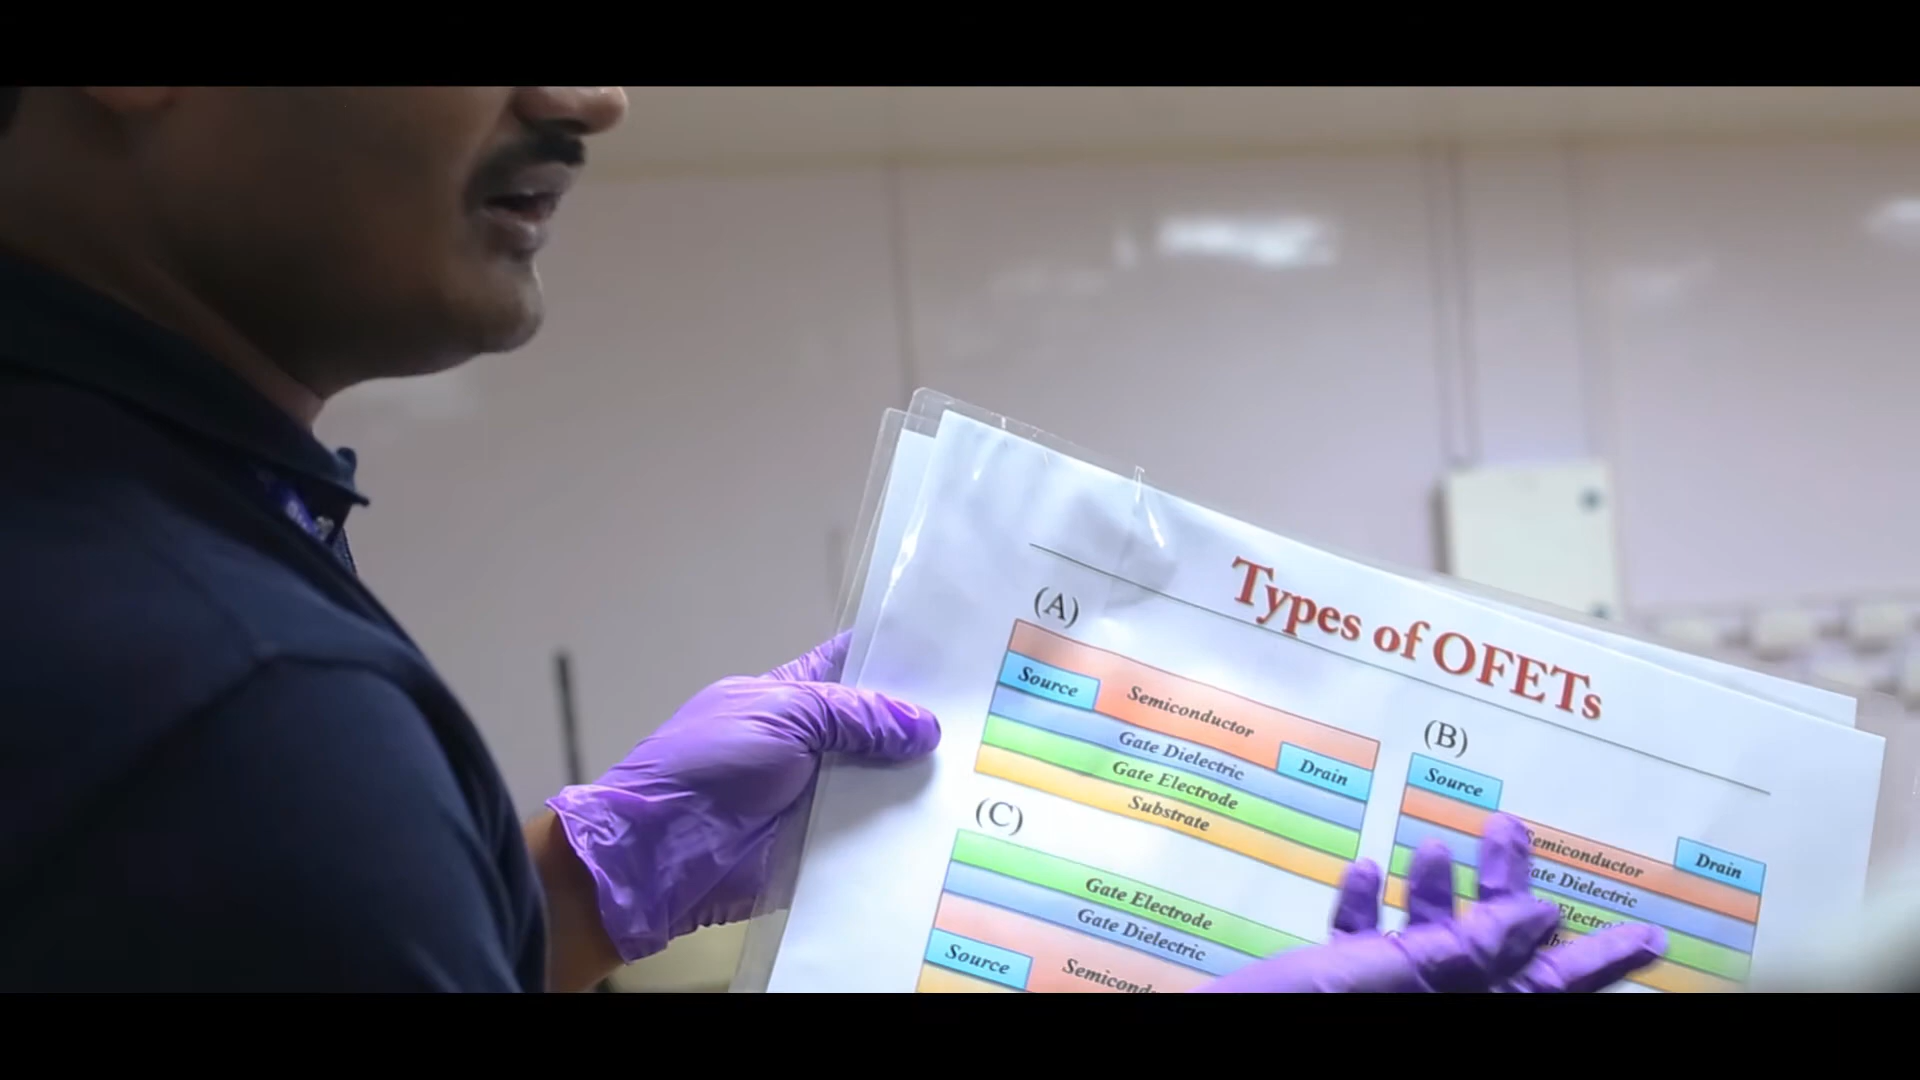 Types of OFETs
(A)
Source
Semiconductor
Gate Dielectric
Drain
Gate Electrode
Substrate
(B)
Source
Semiconductor
Drain
Gate Dielectric
(C)
Gate Electrode
Gate Dielectric
Source